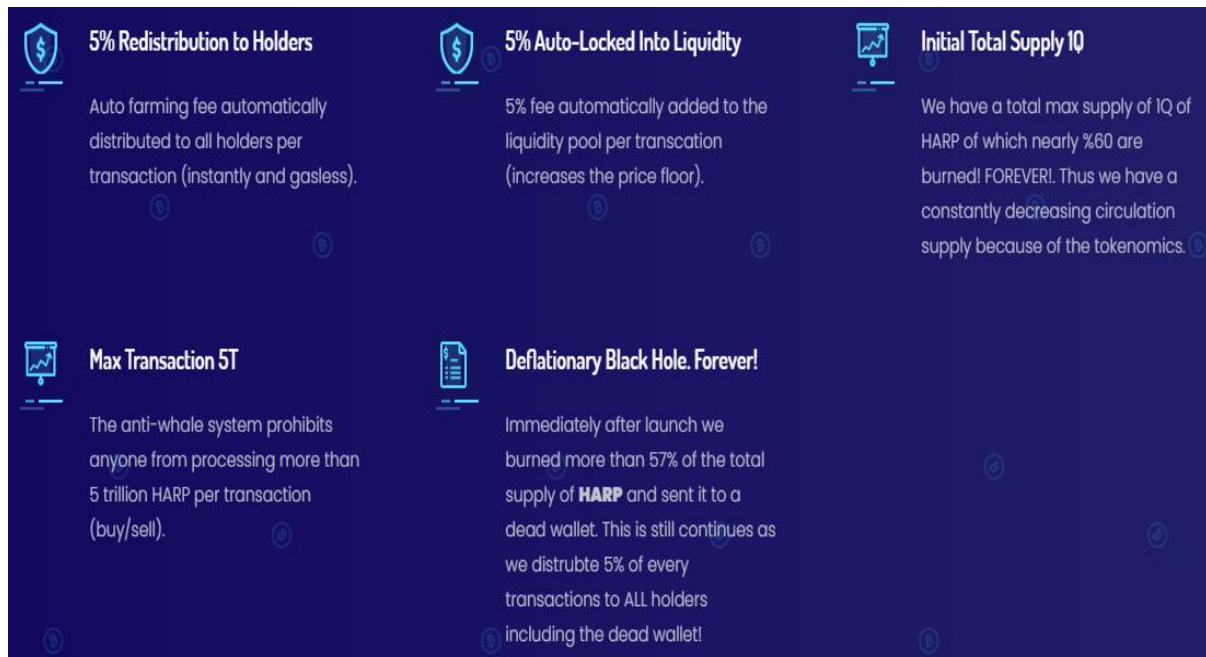 5% Redistribution to Holders
Auto farming fee automatically
distributed to all holders per
transaction (instantly and gasless).
5% Auto-Locked Into Liquidity
5% fee automatically added to the
liquidity pool per transcation
(increases the price floor).
Initial Total Supply 1Q
We have a total max supply of 1Q of
HARP of which nearly %60 are
burned! FOREVER!. Thus we have a
constantly decreasing circulation
supply because of the tokenomics.
Max Transaction 5T
The anti-whale system prohibits
anyone from processing more than
5 trillion HARP per transaction
(buy/sell).
Deflationary Black Hole. Forever!
Immediately after launch we
burned more than 57% of the total
supply of HARP and sent it to a
dead wallet. This is still continues as
we distrubte 5% of every
transactions to ALL holders
including the dead wallet!